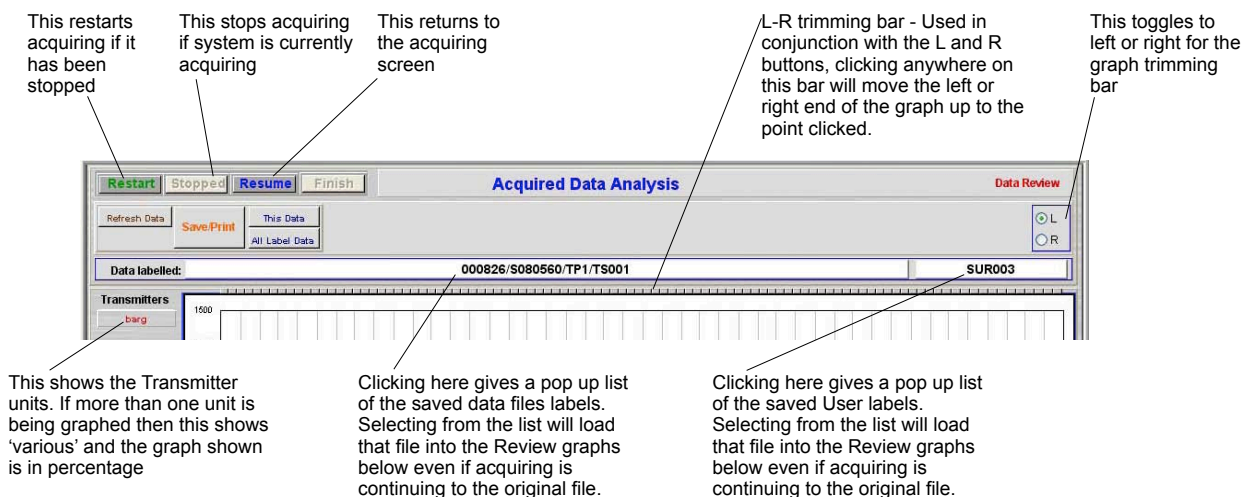 This restarts
acquiring if it
has been
stopped
This stops acquiring
if system is currently
acquiring
This returns to
the acquiring
screen
L-R trimming bar - Used in
conjunction with the L and R
buttons, clicking anywhere on
this bar will move the left or
right end of the graph up to the
point clicked.
This toggles to
left or right for the
graph trimming
bar
Restart Stopped Resume Finish Acquired Data Analysis Data Review
Refresh Data Save/Print This Data
All Label Data
L
R
Data labelled: 000826/S080560/TP1/TS001 SUR003
Transmitters
barg
1500
This shows the Transmitter
units. If more than one unit is
being graphed then this shows
‘various’ and the graph shown
is in percentage
Clicking here gives a pop up list
of the saved data files labels.
Selecting from the list will load
that file into the Review graphs
below even if acquiring is
continuing to the original file.
Clicking here gives a pop up list
of the saved User labels.
Selecting from the list will load
that file into the Review graphs
below even if acquiring is
continuing to the original file.